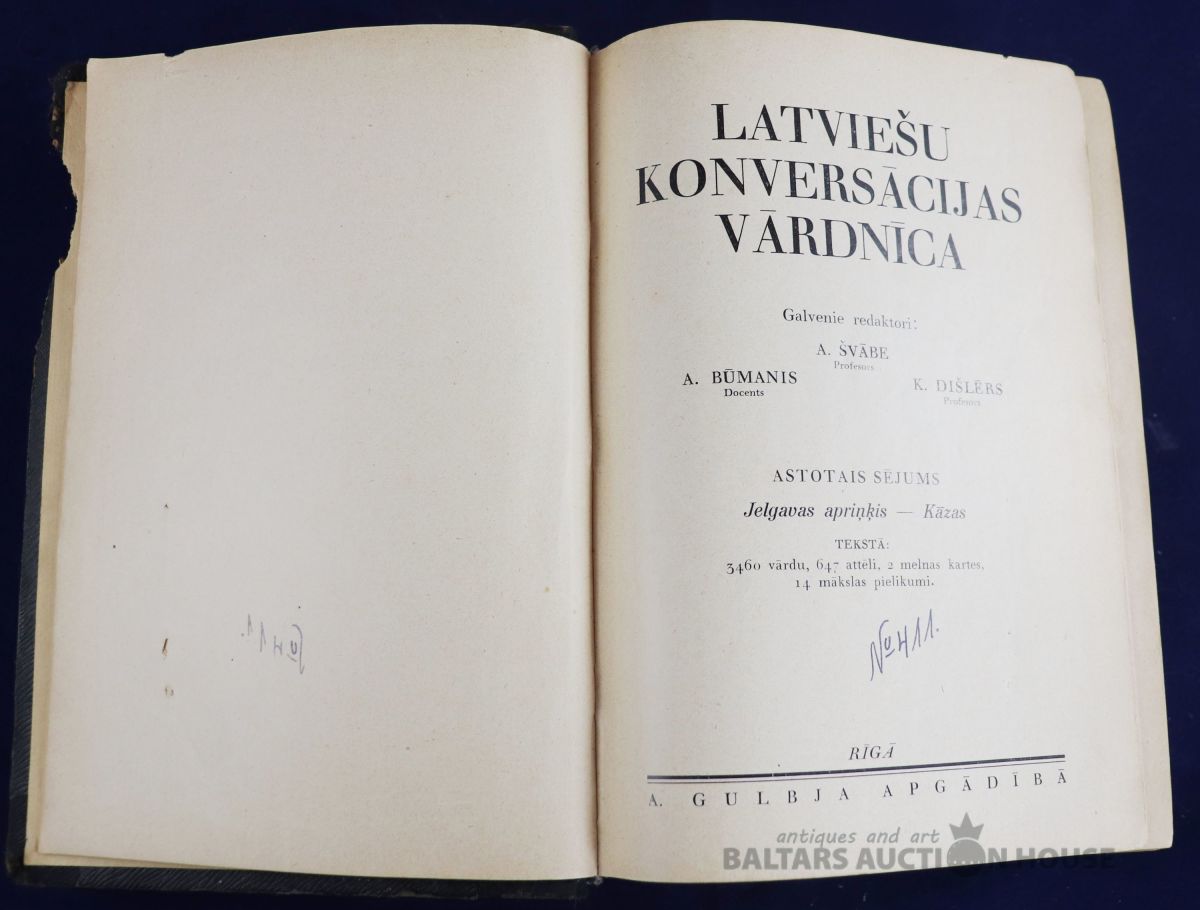 LATVIEŠU
KONVERSĀCIJAS
VĀRDNĪCA
Galvenie redaktori:
A. ŠVĀBE
Profesors
A. BŪMANIS
Docents
K. DIŠLĒRS
Profesors
ASTOTAIS SĒJUMS
Jelgavas apriņķis — Kāzas
TEKSTĀ:
3460 vārdu, 647 attēli, 2 melnas kartes,
14 mākslas pielikumi.
№ 411.
RĪGĀ
A. GULBJA APGĀDĪBĀ
antiques and art
BALTARS AUCTION HOUSE